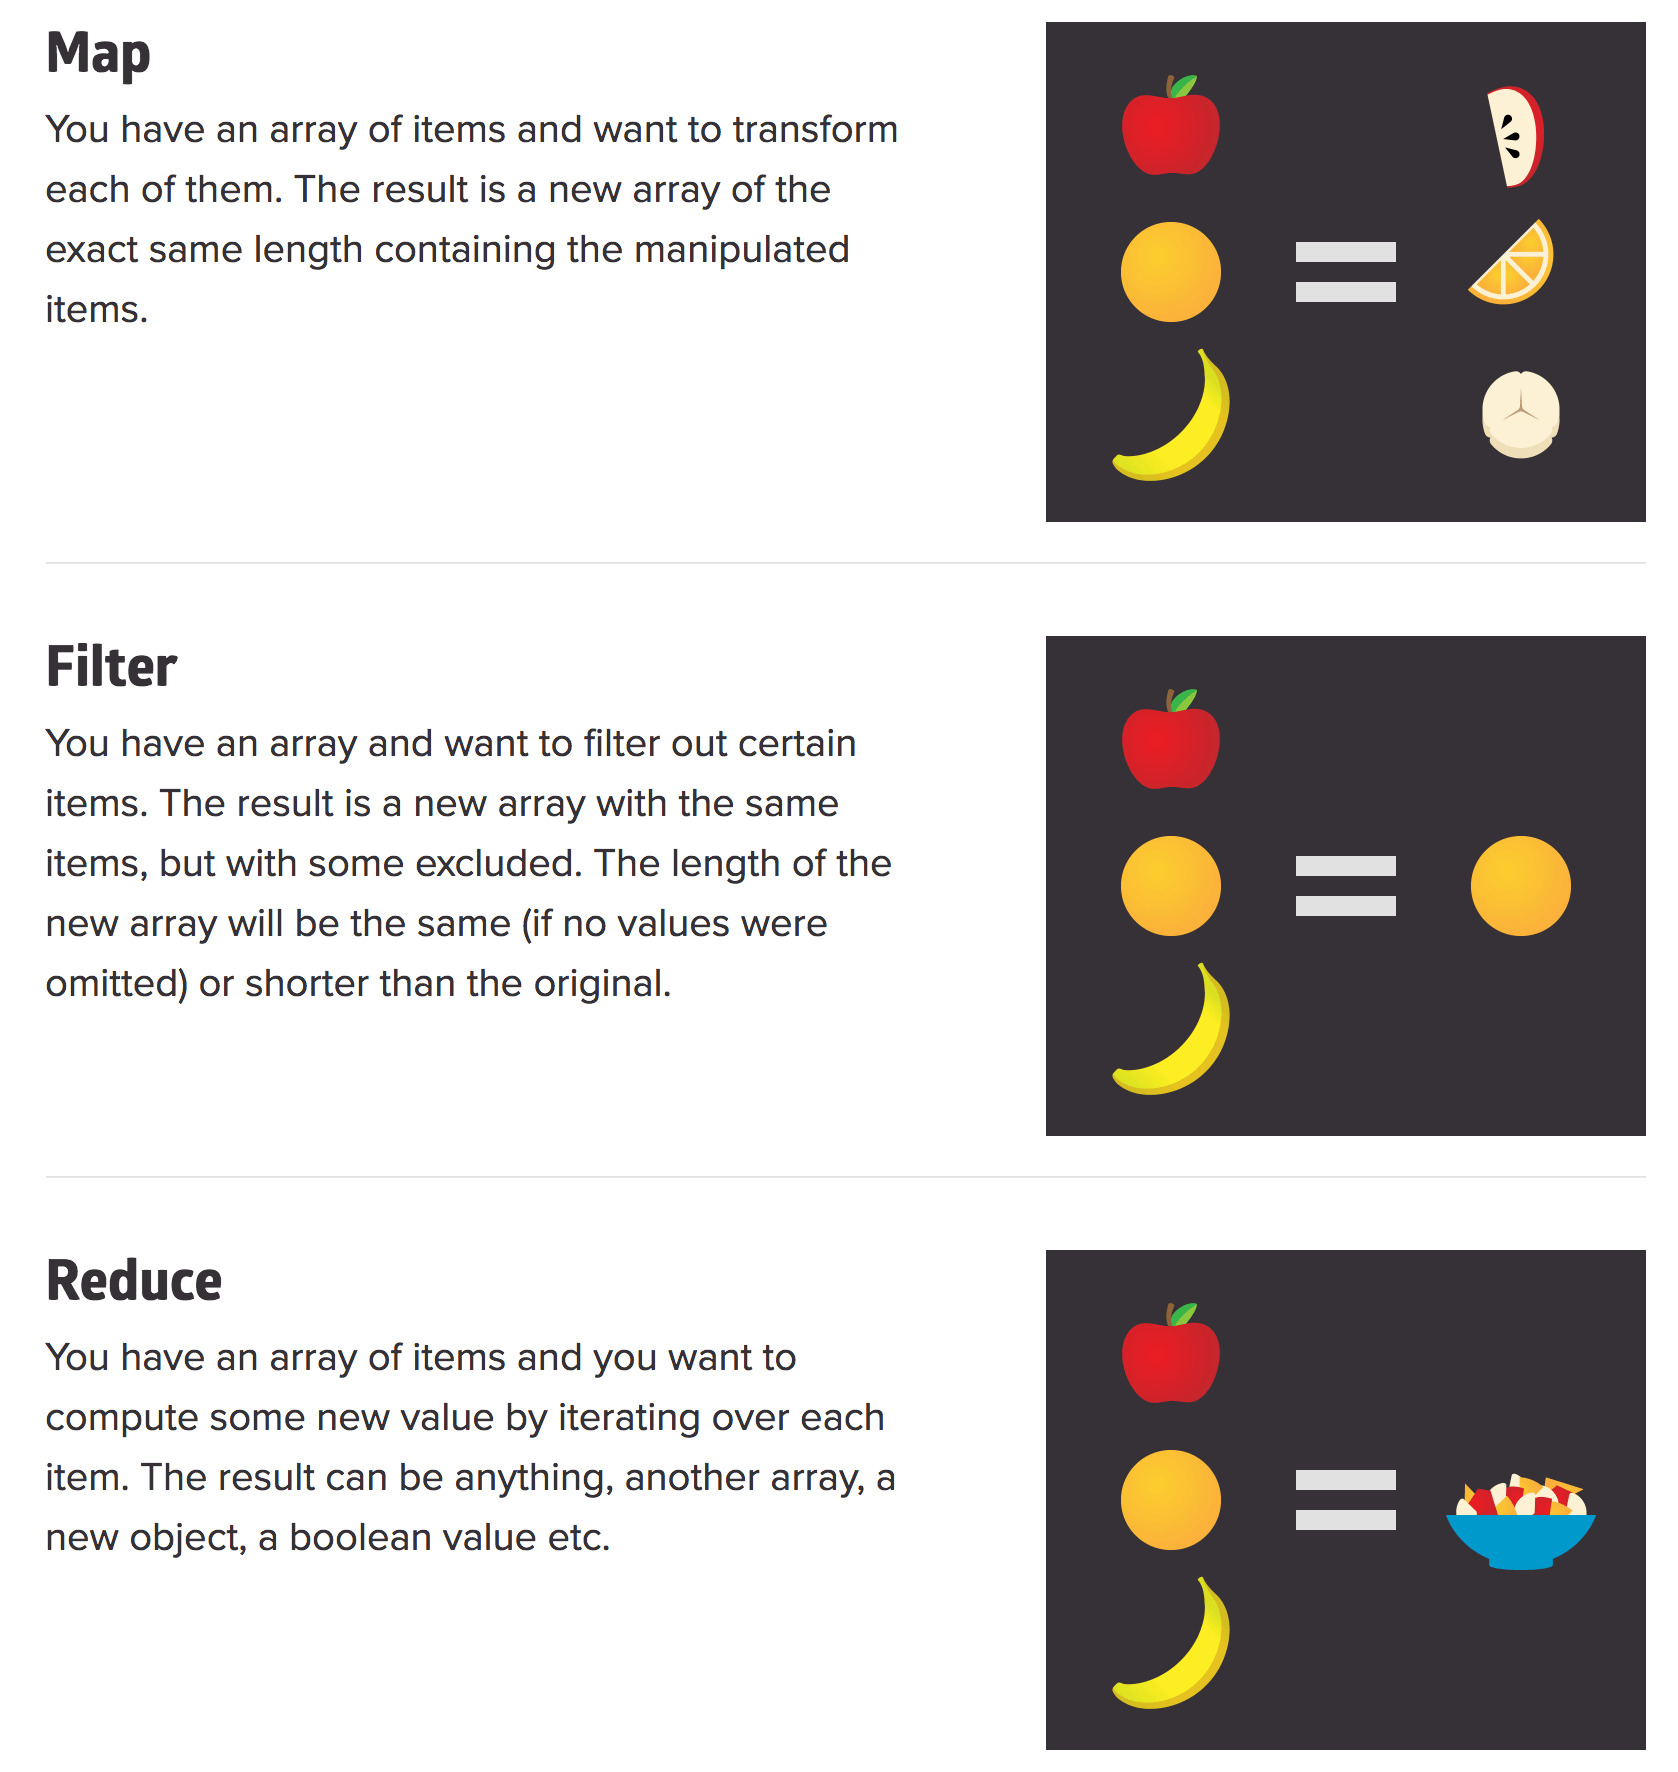 Map
You have an array of items and want to transform
each of them. The result is a new array of the
exact same length containing the manipulated
items.
Filter
You have an array and want to filter out certain
items. The result is a new array with the same
items, but with some excluded. The length of the
new array will be the same (if no values were
omitted) or shorter than the original.
Reduce
You have an array of items and you want to
compute some new value by iterating over each
item. The result can be anything, another array, a
new object, a boolean value etc.